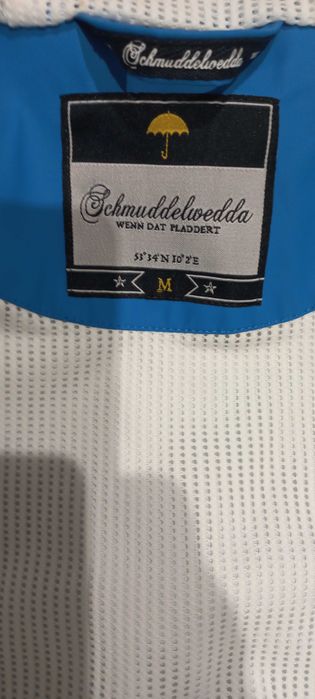 Schmuddelwedda
Schmuddelwedda
WENN DAT PLADDERT
53°34'N 10°2'E
M